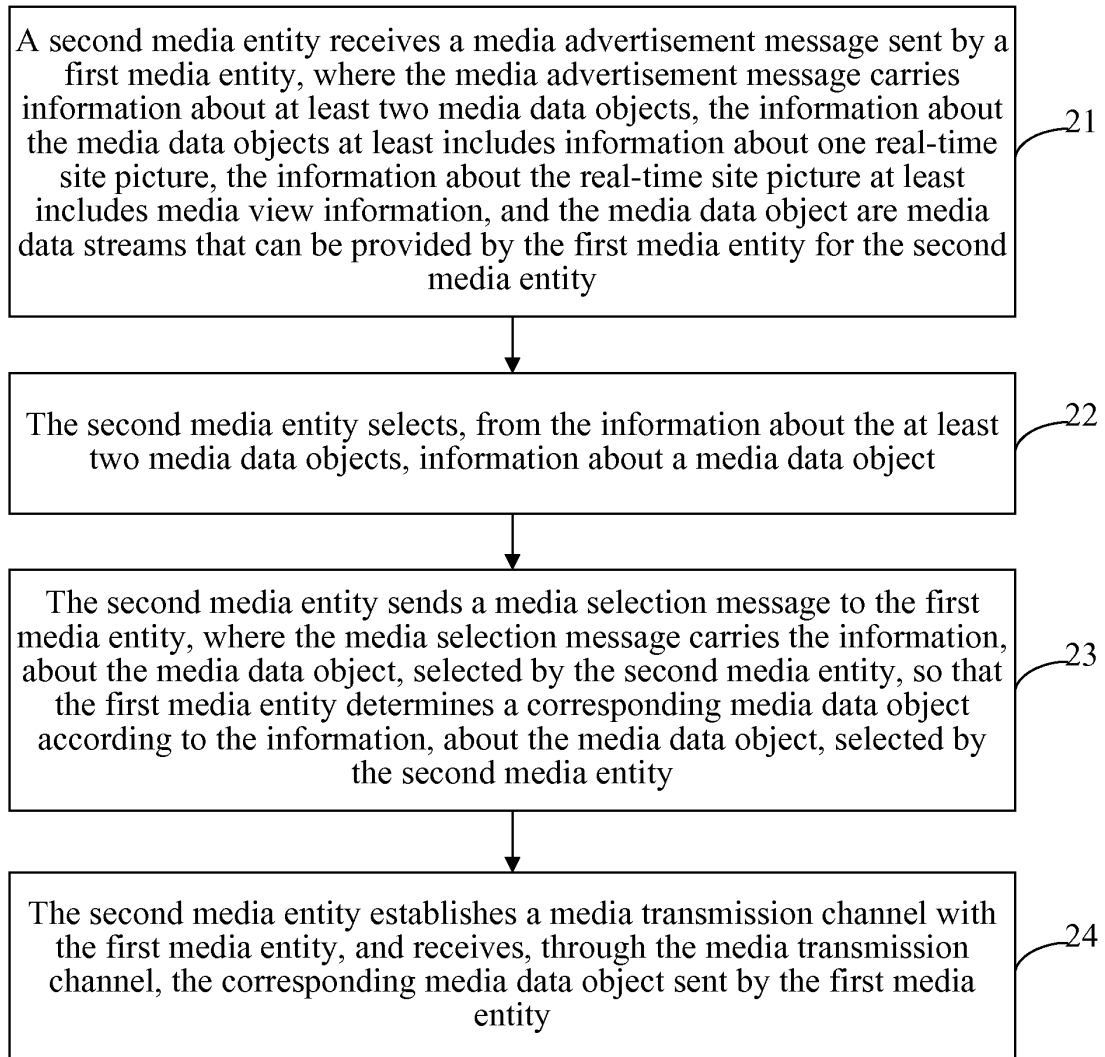 A second media entity receives a media advertisement message sent by a
first media entity, where the media advertisement message carries
information about at least two media data objects, the information about
the media data objects at least includes information about one real-time
site picture, the information about the real-time site picture at least
includes media view information, and the media data object are media
data streams that can be provided by the first media entity for the second
media entity
21
The second media entity selects, from the information about the at least
two media data objects, information about a media data object
22
The second media entity sends a media selection message to the first
media entity, where the media selection message carries the information,
about the media data object, selected by the second media entity, so that
the first media entity determines a corresponding media data object
according to the information, about the media data object, selected by
the second media entity
23
The second media entity establishes a media transmission channel with
the first media entity, and receives, through the media transmission
channel, the corresponding media data object sent by the first media
entity
24